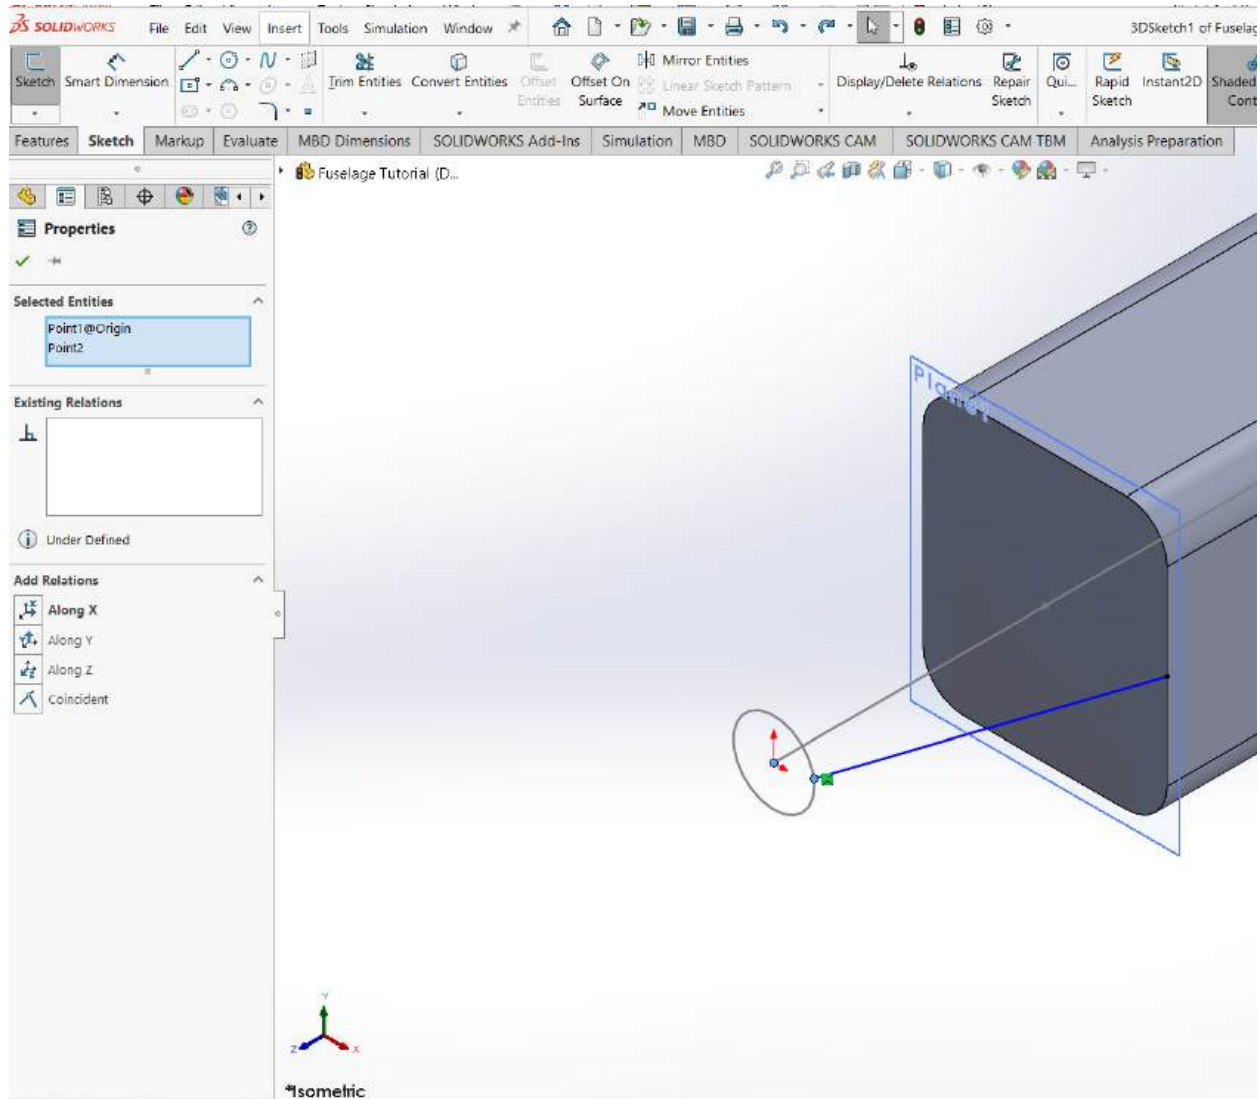 SOLIDWORKS File Edit View Insert Tools Simulation Window 3DSketch1 of Fuselag
Sketch Smart Dimension Trim Entities Convert Entities Offset Entities Offset On Surface Mirror Entities Linear Sketch Pattern Move Entities Display/Delete Relations Repair Sketch Qui... Rapid Sketch Instant2D Shaded Cont
Features Sketch Markup Evaluate MBD Dimensions SOLIDWORKS Add-Ins Simulation MBD SOLIDWORKS CAM SOLIDWORKS CAM TBM Analysis Preparation
Fuselage Tutorial (D...
Properties
Selected Entities
Point1@Origin
Point2
Existing Relations
Under Defined
Add Relations
Along X
Along Y
Along Z
Coincident
Plane1
Y
Z X
*Isometric